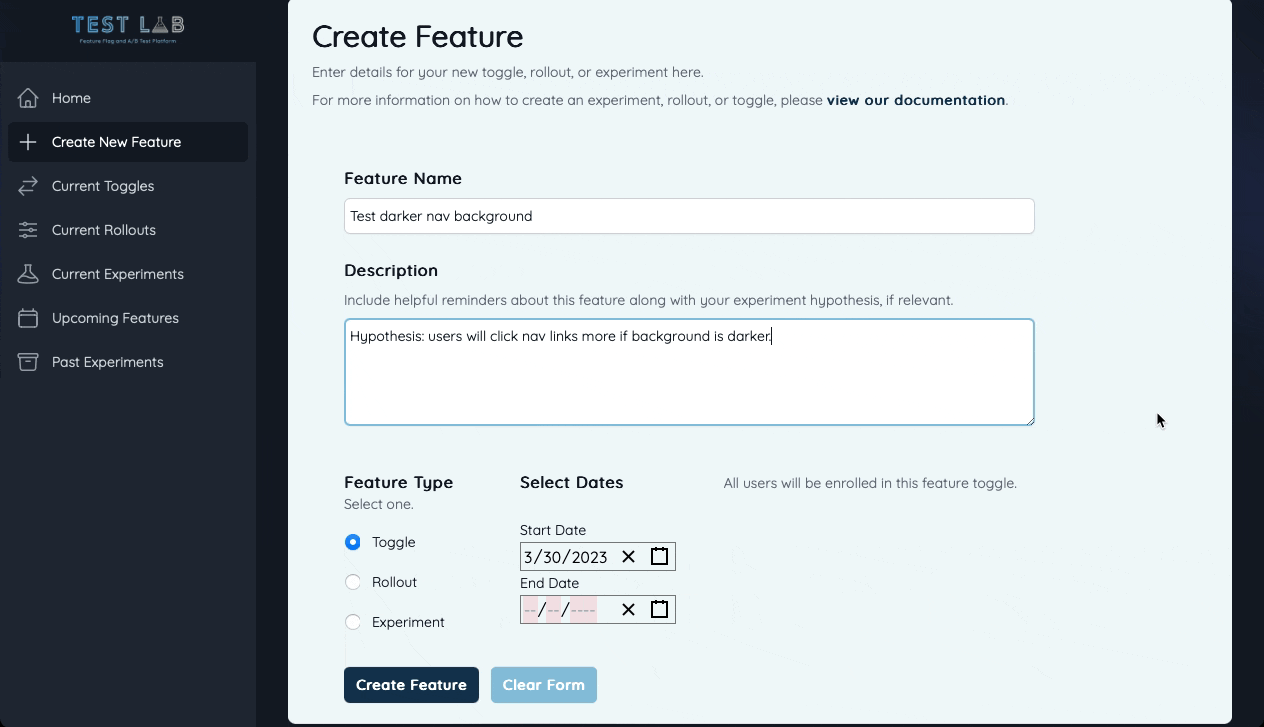 TEST LAB
Feature Flag and A/B Test Platform
Home
Create New Feature
Current Toggles
Current Rollouts
Current Experiments
Upcoming Features
Past Experiments
Create Feature
Enter details for your new toggle, rollout, or experiment here.
For more information on how to create an experiment, rollout, or toggle, please view our documentation.
Feature Name
Test darker nav background
Description
Include helpful reminders about this feature along with your experiment hypothesis, if relevant.
Hypothesis: users will click nav links more if background is darker.
Feature Type
Select one.
Toggle
Rollout
Experiment
Select Dates
Start Date
3/30/2023
End Date
--/--/----
All users will be enrolled in this feature toggle.
Create Feature
Clear Form